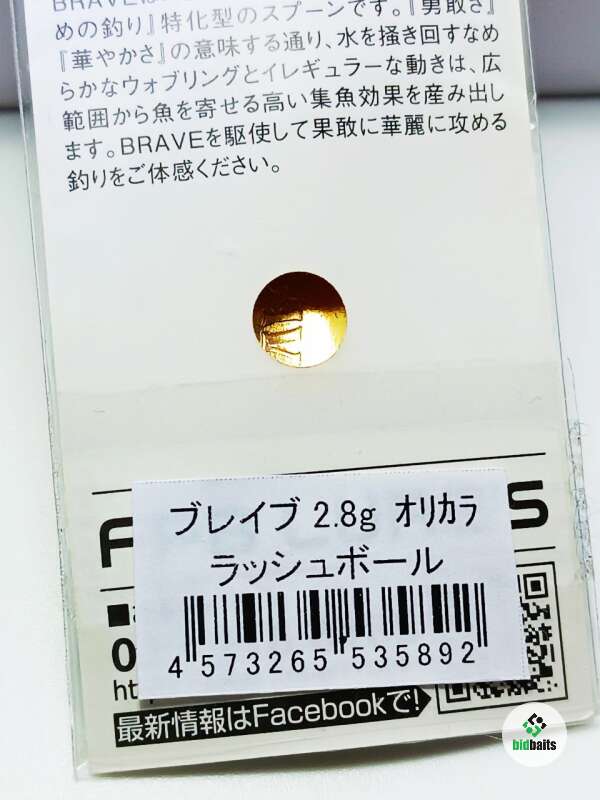 BRAVEは
めの釣り』特化型のスプーンです。『勇敢さ』
『華やかさ』の意味する通り、水を掻き回すなめ
らかなウォブリングとイレギュラーな動きは、広
範囲から魚を寄せる高い集魚効果を産み出し
ます。BRAVEを駆使して果敢に華麗に攻める
釣りをご体感ください。
ブレイブ 2.8g オリカラ
ラッシュボール
4 573265 535892
htt
最新情報はFacebookで!
bidbaits